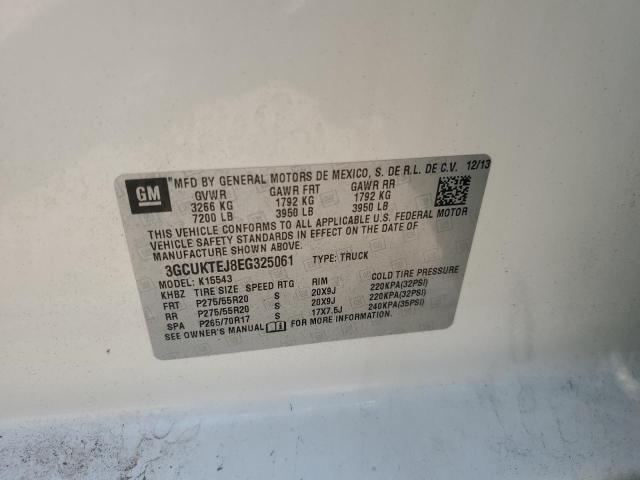 GM
MFD BY GENERAL MOTORS DE MEXICO, S. DE R.L. DE C.V. 12/13
GVWR GAWR FRT GAWR RR
3266 KG 1792 KG 1792 KG
7200 LB 3950 LB 3950 LB
THIS VEHICLE CONFORMS TO ALL APPLICABLE U.S. FEDERAL MOTOR
VEHICLE SAFETY STANDARDS IN EFFECT ON THE DATE OF
MANUFACTURE SHOWN ABOVE.
3GCUKTEJ8EG325061 TYPE: TRUCK
MODEL: K15543
KHBZ TIRE SIZE SPEED RTG RIM COLD TIRE PRESSURE
FRT P275/55R20 S 20X9J 220KPA(32PSI)
RR P275/55R20 S 20X9J 220KPA(32PSI)
SPA P265/70R17 S 17X7.5J 240KPA(35PSI)
SEE OWNER'S MANUAL FOR MORE INFORMATION.